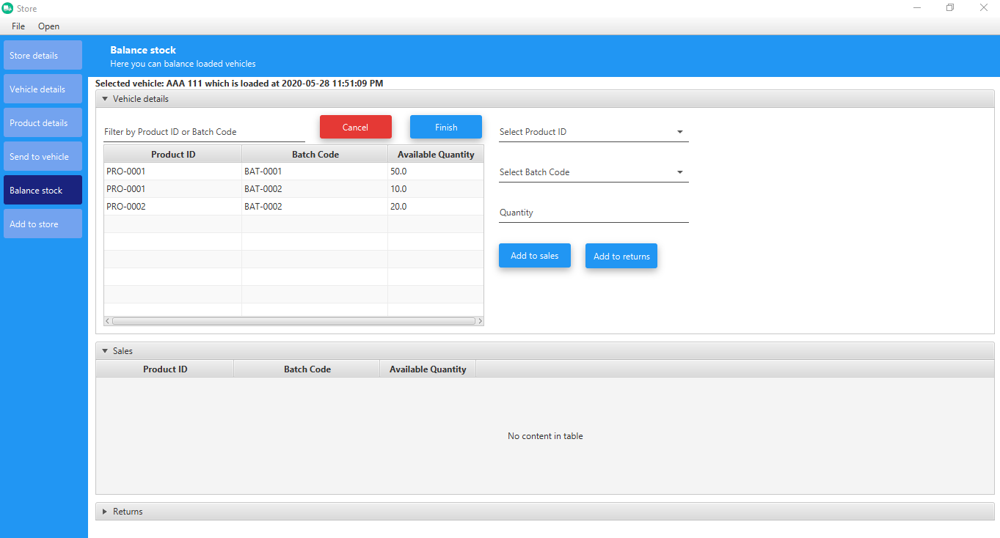 Store
File Open
Store details
Vehicle details
Product details
Send to vehicle
Balance stock
Add to store
Balance stock
Here you can balance loaded vehicles
Selected vehicle: AAA 111 which is loaded at 2020-05-28 11:51:09 PM
Vehicle details
Filter by Product ID or Batch Code
Cancel
Finish
Product ID Batch Code Available Quantity
PRO-0001 BAT-0001 50.0
PRO-0001 BAT-0002 10.0
PRO-0002 BAT-0002 20.0
Select Product ID
Select Batch Code
Quantity
Add to sales
Add to returns
Sales
Product ID Batch Code Available Quantity
No content in table
Returns